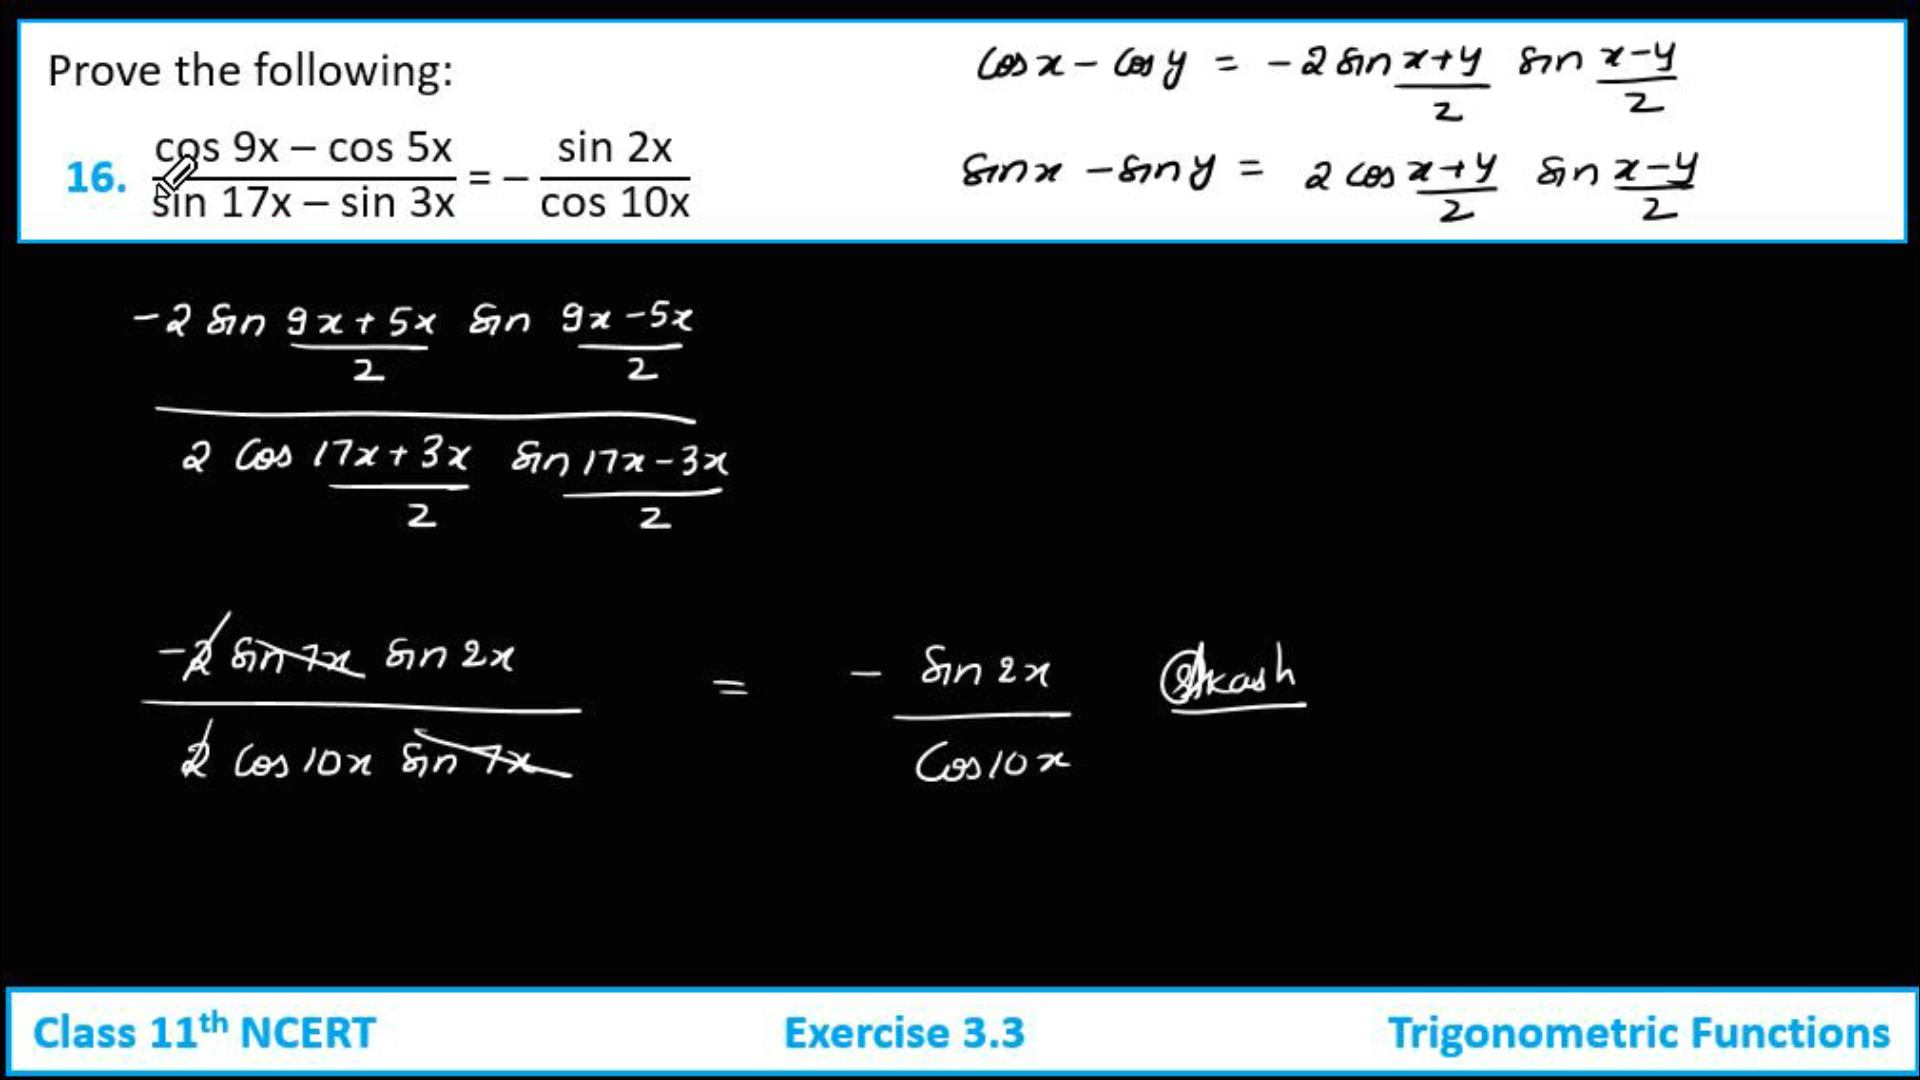 Prove the following:
16. (cos 9x – cos 5x)/(sin 17x – sin 3x) = – (sin 2x)/(cos 10x)
cos x - cos y = -2 sin (x+y)/2 sin (x-y)/2
sin x - sin y = 2 cos (x+y)/2 sin (x-y)/2
-2 sin (9x + 5x)/2 sin (9x - 5x)/2
2 cos (17x + 3x)/2 sin (17x - 3x)/2
-2 sin 7x sin 2x
= - (sin 2x)/(cos 10x)
2 cos 10x sin 7x
Class 11th NCERT
Exercise 3.3
Trigonometric Functions